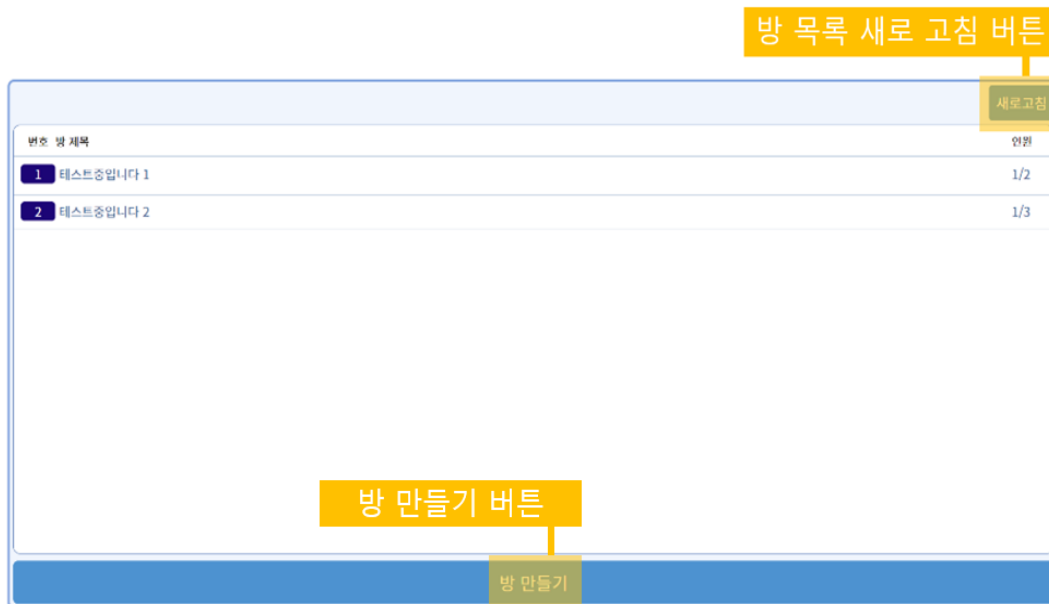 방 목록 새로 고침 버튼
새로고침
번호 방 제목 인원
1 테스트중입니다 1 1/2
2 테스트중입니다 2 1/3
방 만들기 버튼
방 만들기